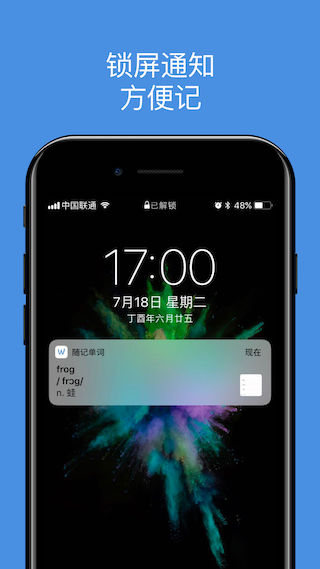 锁屏通知
方便记
中国联通 已解锁 48%
17:00
7月18日 星期二
丁酉年六月廿五
W 随记单词 现在
frog
/ frɔg/
n. 蛙